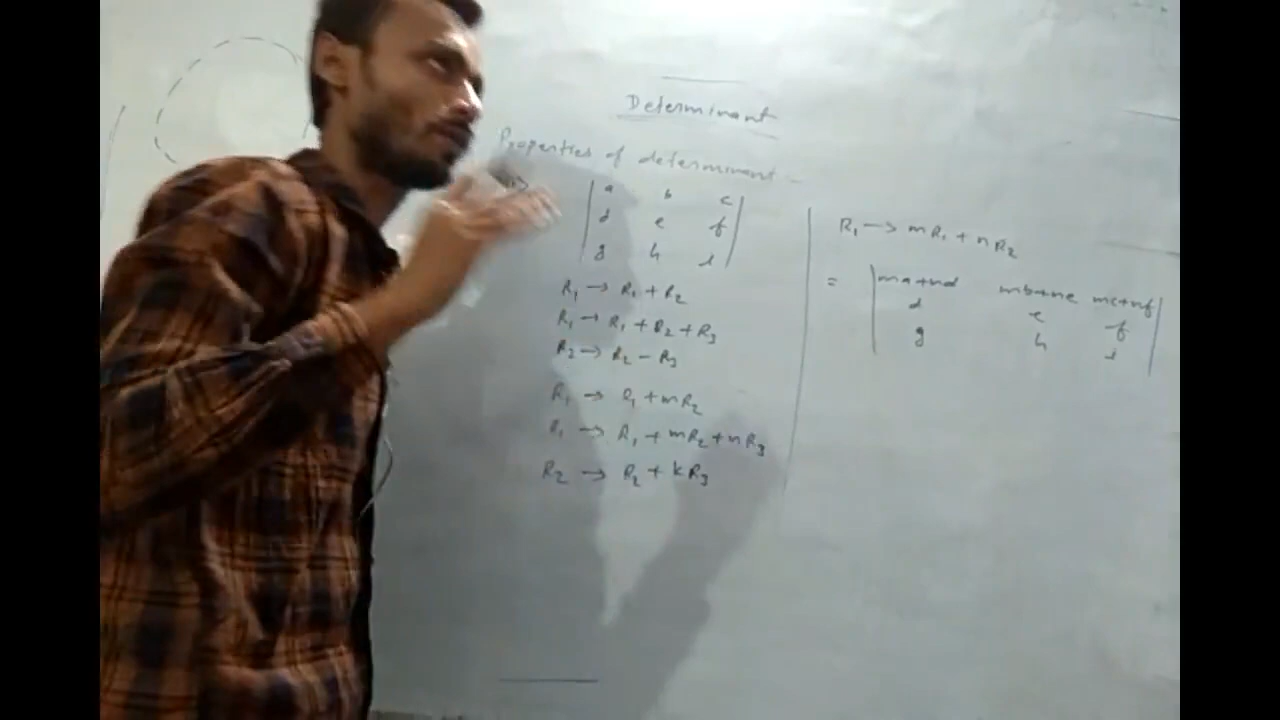 Determinant
Properties of determinant :-
| a b c |
| d e f |
| g h i |
R₁ → R₁ + R₂
R₁ → R₁ + R₂ + R₃
R₂ → R₂ - R₃
R₁ → R₁ + mR₂
R₁ → R₁ + mR₂ + nR₃
R₂ → R₂ + kR₃
R₁ → mR₁ + nR₂
= | ma+nd mb+ne mc+nf |
| d e f |
| g h i |